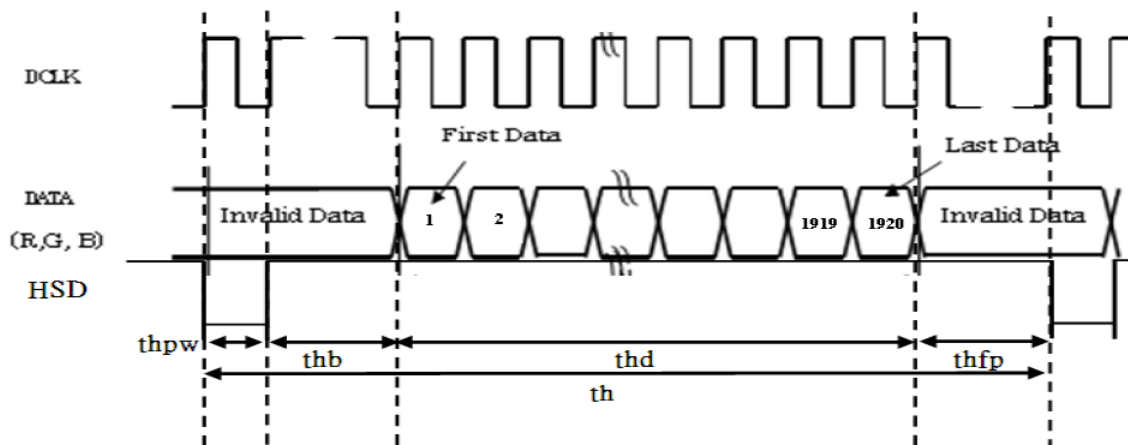 DCLK
First Data
Last Data
DATA
(R,G, B)
Invalid Data
1
2
1919
1920
Invalid Data
HSD
thpw
thb
thd
thfp
th